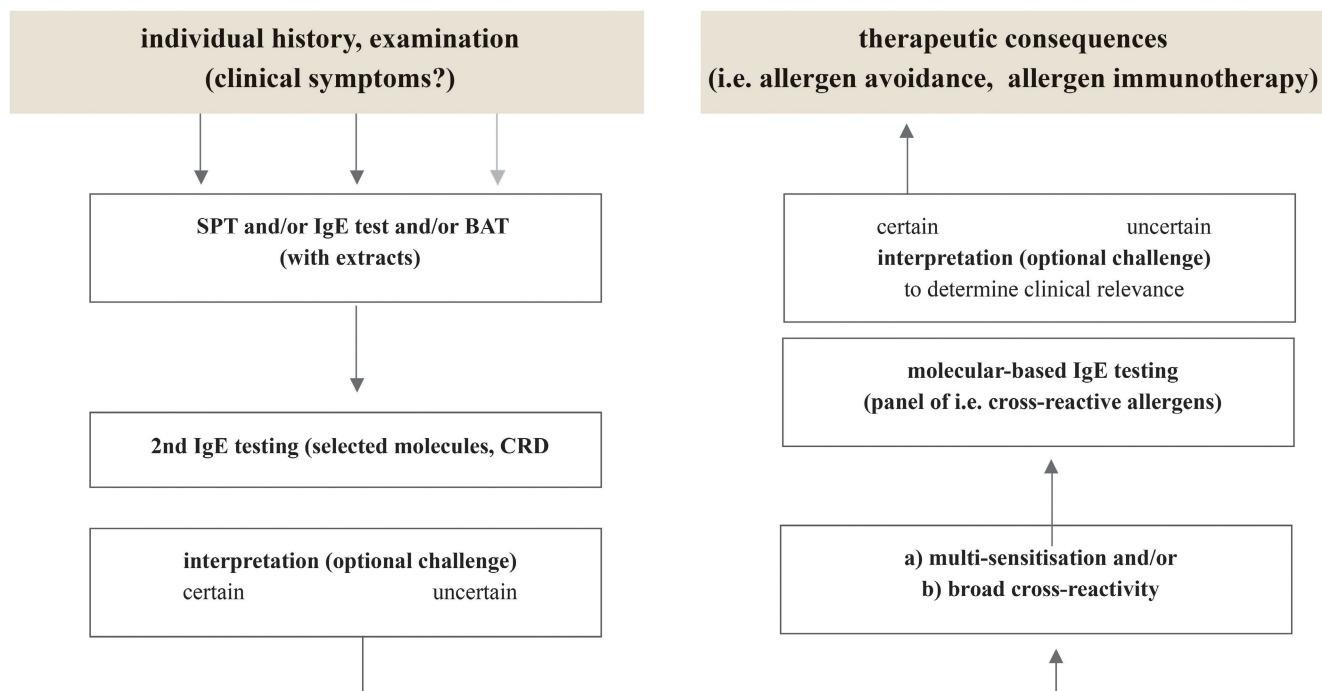 individual history, examination
(clinical symptoms?)
SPT and/or IgE test and/or BAT
(with extracts)
2nd IgE testing (selected molecules, CRD
interpretation (optional challenge)
certain uncertain
therapeutic consequences
(i.e. allergen avoidance, allergen immunotherapy)
certain uncertain
interpretation (optional challenge)
to determine clinical relevance
molecular-based IgE testing
(panel of i.e. cross-reactive allergens)
a) multi-sensitisation and/or
b) broad cross-reactivity